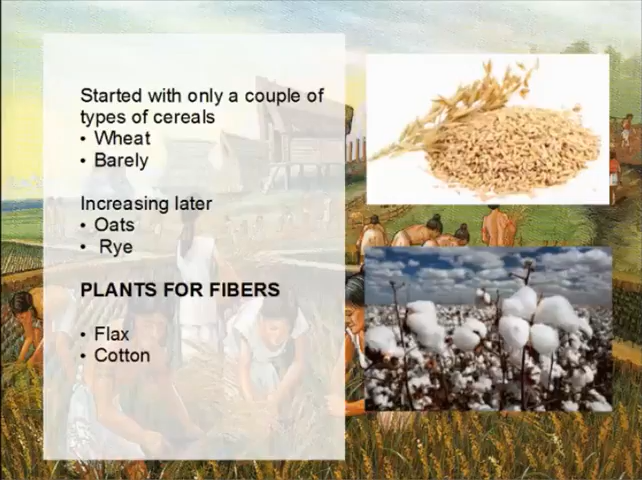 Started with only a couple of
types of cereals
• Wheat
• Barely
Increasing later
• Oats
• Rye
PLANTS FOR FIBERS
• Flax
• Cotton